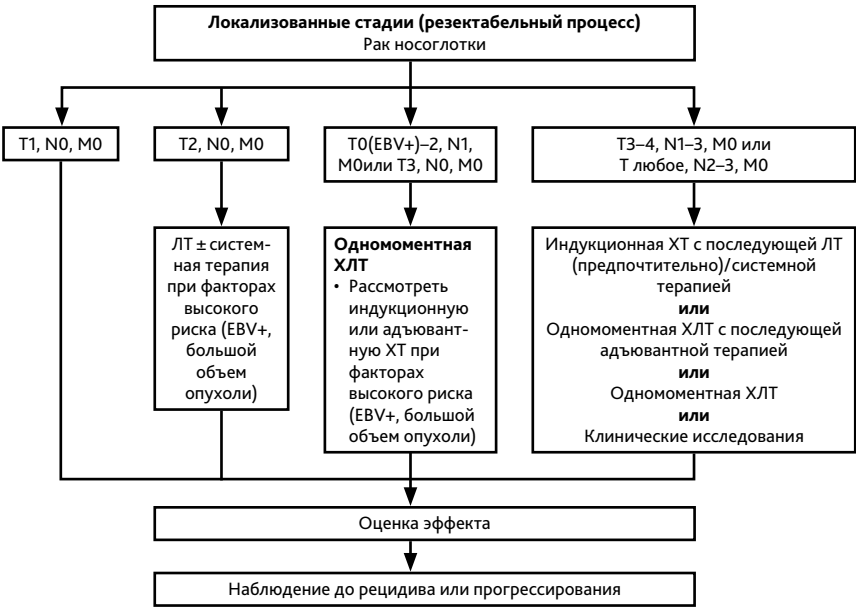 Локализованные стадии (резектабельный процесс)
Рак носоглотки
T1, N0, M0
T2, N0, M0
T0(EBV+)–2, N1,
M0или T3, N0, M0
T3–4, N1–3, M0 или
T любое, N2–3, M0
ЛТ ± систем-
ная терапия
при факторах
высокого
риска (EBV+,
большой
объем
опухоли)
Одномоментная
ХЛТ
• Рассмотреть
индукционную
или адъювант-
ную ХТ при
факторах
высокого риска
(EBV+, большой
объем опухоли)
Индукционная ХТ с последующей ЛТ
(предпочтительно)/системной
терапией
или
Одномоментная ХЛТ с последующей
адъювантной терапией
или
Одномоментная ХЛТ
или
Клинические исследования
Оценка эффекта
Наблюдение до рецидива или прогрессирования